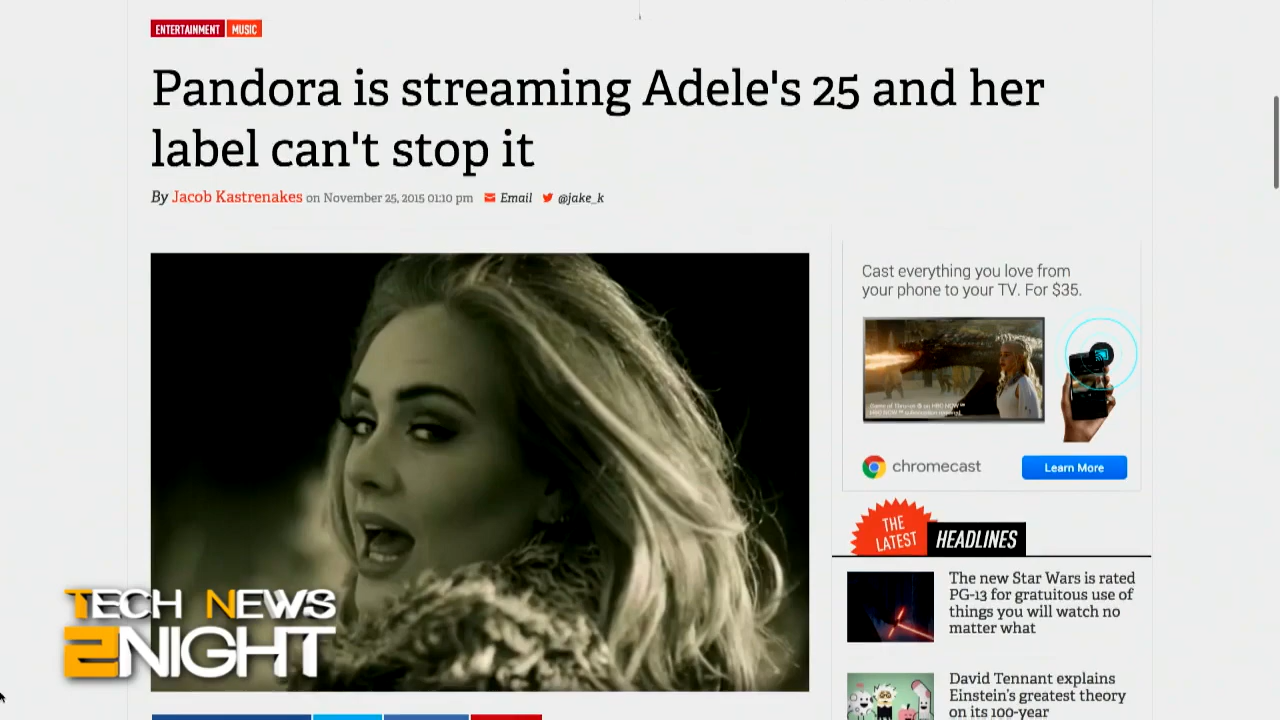 ENTERTAINMENT MUSIC
Pandora is streaming Adele's 25 and her
label can't stop it
By Jacob Kastrenakes on November 25, 2015 01:10 pm Email @jake_k
Cast everything you love from
your phone to your TV. For $35.
chromecast
Learn More
THE
LATEST
HEADLINES
The new Star Wars is rated
PG-13 for gratuitous use of
things you will watch no
matter what
David Tennant explains
Einstein's greatest theory
on its 100-year
TECH NEWS
2NIGHT